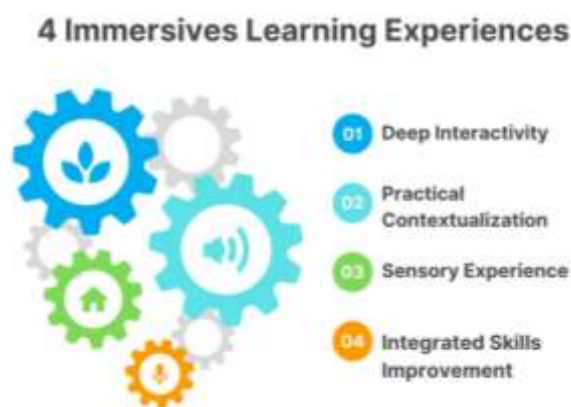 4 Immersives Learning Experiences
01 Deep Interactivity
02 Practical
Contextualization
03 Sensory Experience
04 Integrated Skills
Improvement